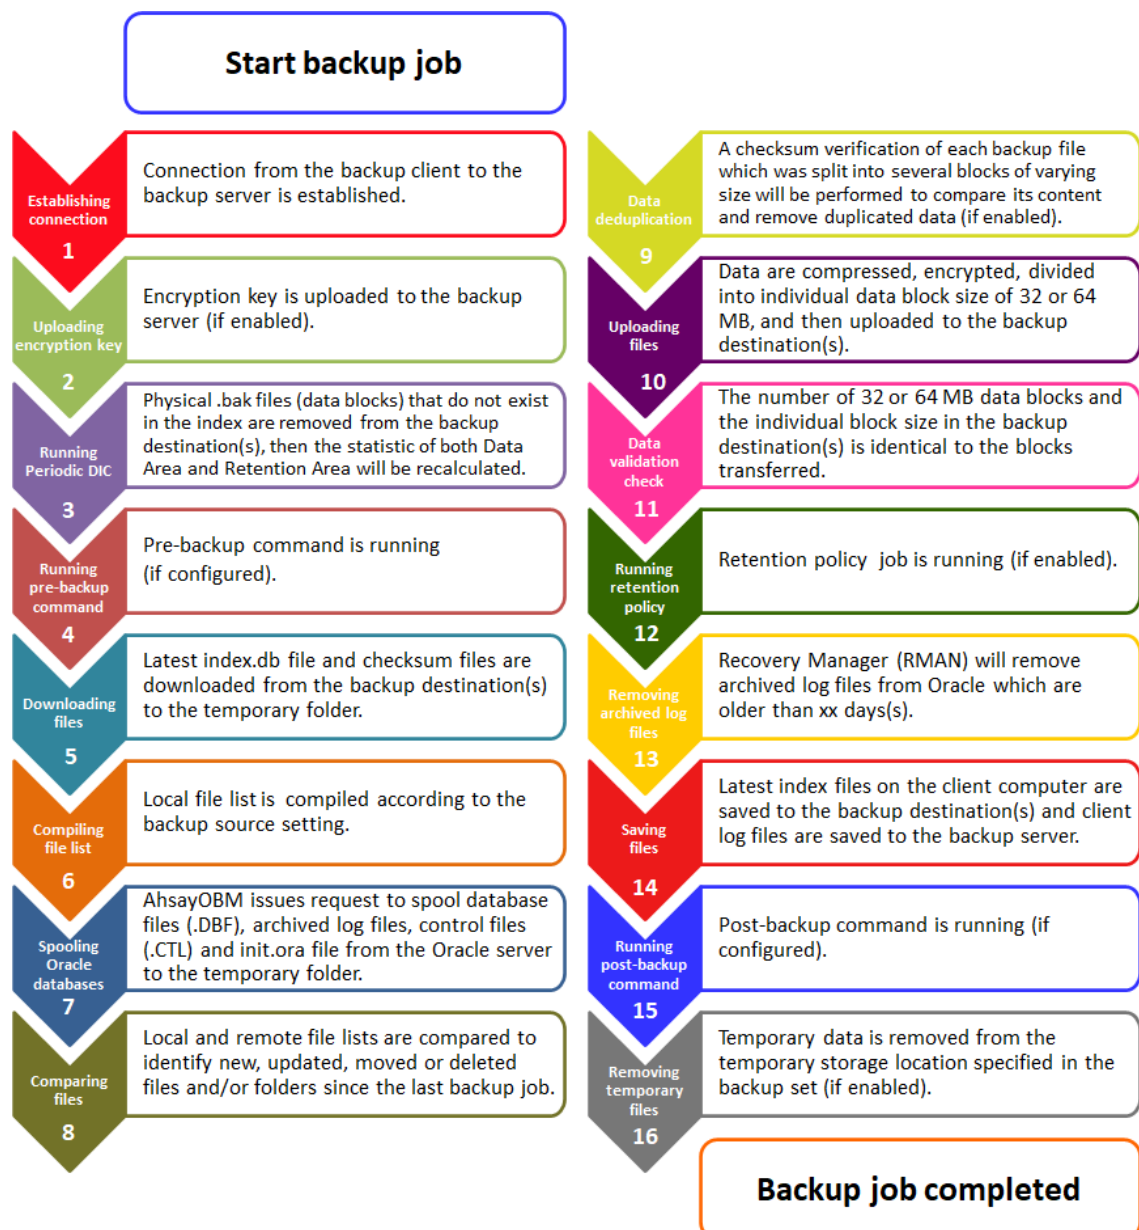 Start backup job
Establishing
connection
1
Connection from the backup client to the
backup server is established.
Uploading
encryption key
2
Encryption key is uploaded to the backup
server (if enabled).
Running
Periodic DIC
3
Physical .bak files (data blocks) that do not exist
in the index are removed from the backup
destination(s), then the statistic of both Data
Area and Retention Area will be recalculated.
Running
pre-backup
command
4
Pre-backup command is running
(if configured).
Downloading
files
5
Latest index.db file and checksum files are
downloaded from the backup destination(s)
to the temporary folder.
Compiling
file list
6
Local file list is compiled according to the
backup source setting.
Spooling
Oracle
databases
7
AhsayOBM issues request to spool database
files (.DBF), archived log files, control files
(.CTL) and init.ora file from the Oracle server
to the temporary folder.
Comparing
files
8
Local and remote file lists are compared to
identify new, updated, moved or deleted
files and/or folders since the last backup job.
Data
deduplication
9
A checksum verification of each backup file
which was split into several blocks of varying
size will be performed to compare its content
and remove duplicated data (if enabled).
Uploading
files
10
Data are compressed, encrypted, divided
into individual data block size of 32 or 64
MB, and then uploaded to the backup
destination(s).
Data
validation
check
11
The number of 32 or 64 MB data blocks and
the individual block size in the backup
destination(s) is identical to the blocks
transferred.
Running
retention
policy
12
Retention policy job is running (if enabled).
Removing
archived log
files
13
Recovery Manager (RMAN) will remove
archived log files from Oracle which are
older than xx days(s).
Saving
files
14
Latest index files on the client computer are
saved to the backup destination(s) and client
log files are saved to the backup server.
Running
post-backup
command
15
Post-backup command is running (if
configured).
Removing
temporary
files
16
Temporary data is removed from the
temporary storage location specified in the
backup set (if enabled).
Backup job completed